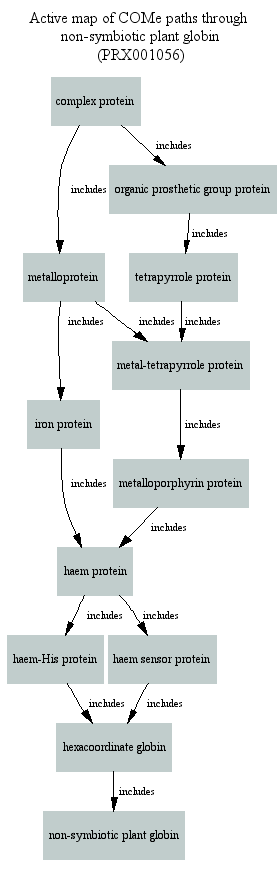 Active map of COMe paths through
non-symbiotic plant globin
(PRX001056)
complex protein
includes
organic prosthetic group protein
includes
includes
metalloprotein
tetrapyrrole protein
includes
includes
includes
metal-tetrapyrrole protein
iron protein
includes
metalloporphyrin protein
includes
includes
haem protein
includes
includes
haem-His protein
haem sensor protein
includes
includes
hexacoordinate globin
includes
non-symbiotic plant globin